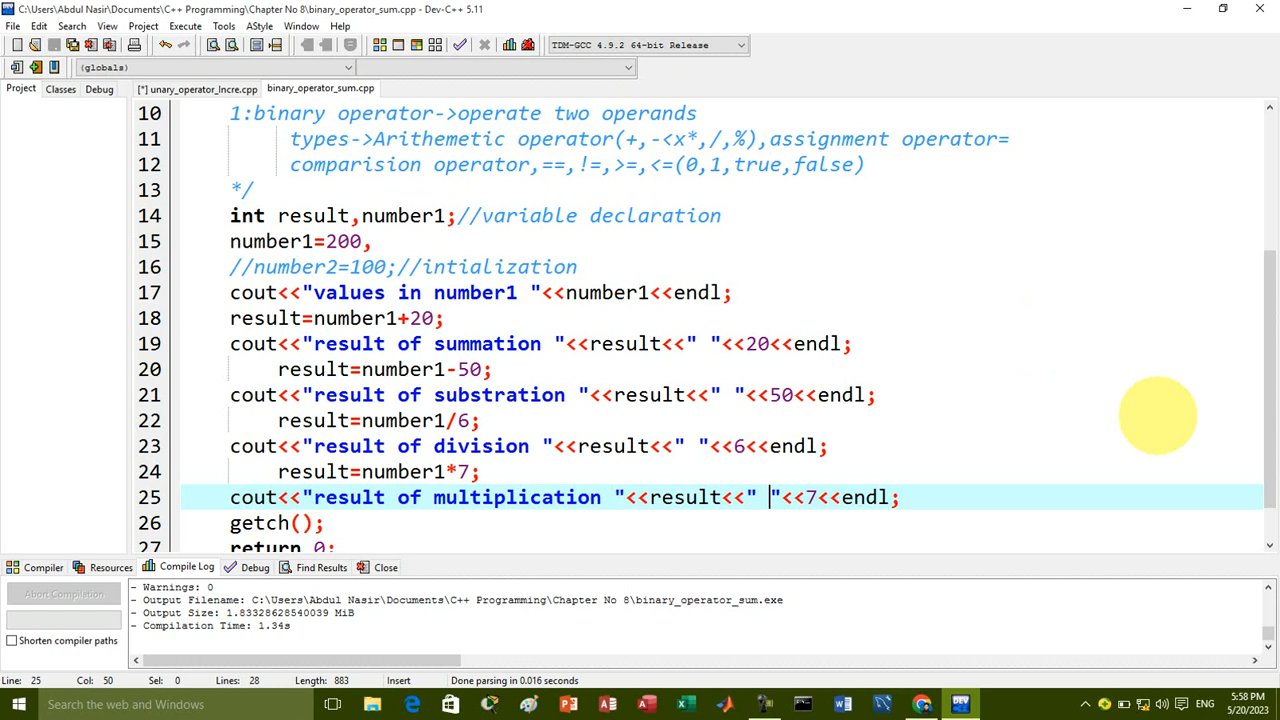 C:\Users\Abdul Nasir\Documents\C++ Programming\Chapter No 8\binary_operator_sum.cpp - Dev-C++ 5.11
File Edit Search View Project Execute Tools AStyle Window Help
TDM-GCC 4.9.2 64-bit Release
(globals)
Project Classes Debug [*] unary_operator_Incre.cpp binary_operator_sum.cpp
10 1:binary operator->operate two operands
11 types->Arithemetic operator(+,-<x*,/,%),assignment operator=
12 comparision operator,==,!=,>=,<=(0,1,true,false)
13 */
14 int result,number1;//variable declaration
15 number1=200,
16 //number2=100;//intialization
17 cout<<"values in number1 "<<number1<<endl;
18 result=number1+20;
19 cout<<"result of summation "<<result<<" "<<20<<endl;
20 result=number1-50;
21 cout<<"result of substration "<<result<<" "<<50<<endl;
22 result=number1/6;
23 cout<<"result of division "<<result<<" "<<6<<endl;
24 result=number1*7;
25 cout<<"result of multiplication "<<result<<" "<<7<<endl;
26 getch();
27 return 0;
Compiler Resources Compile Log Debug Find Results Close
Abort Compilation
Shorten compiler paths
- Warnings: 0
- Output Filename: C:\Users\Abdul Nasir\Documents\C++ Programming\Chapter No 8\binary_operator_sum.exe
- Output Size: 1.83328628540039 MiB
- Compilation Time: 1.34s
Line: 25 Col: 50 Sel: 0 Lines: 28 Length: 883 Insert Done parsing in 0.016 seconds
Search the web and Windows
ENG
5:58 PM
5/20/2023